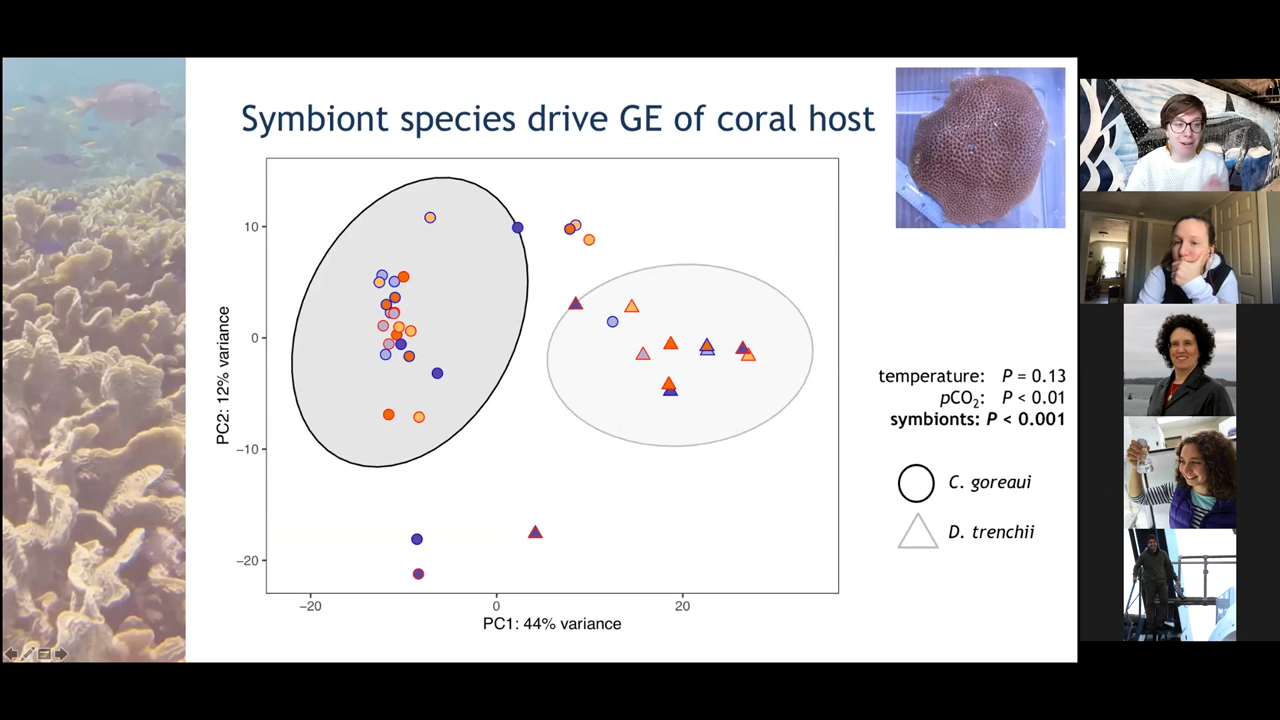 Symbiont species drive GE of coral host
10
0
−10
−20
PC2: 12% variance
−20
0
20
PC1: 44% variance
temperature: P = 0.13
pCO2: P < 0.01
symbionts: P < 0.001
C. goreaui
D. trenchii